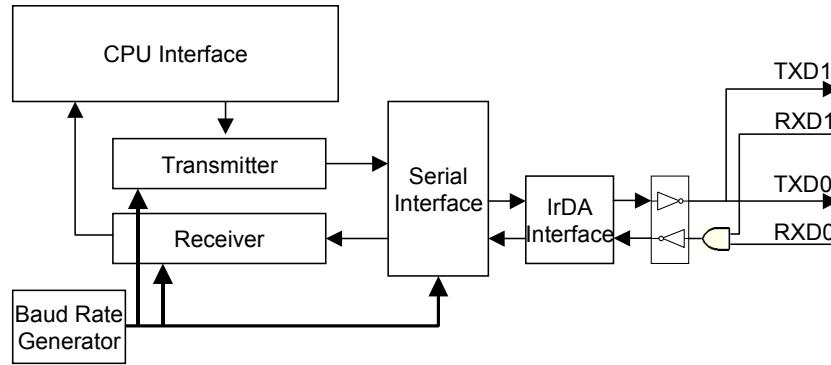 CPU Interface
TXD1
RXD1
Transmitter
Serial
Interface
TXD0
IrDA
Interface
Receiver
RXD0
Baud Rate
Generator